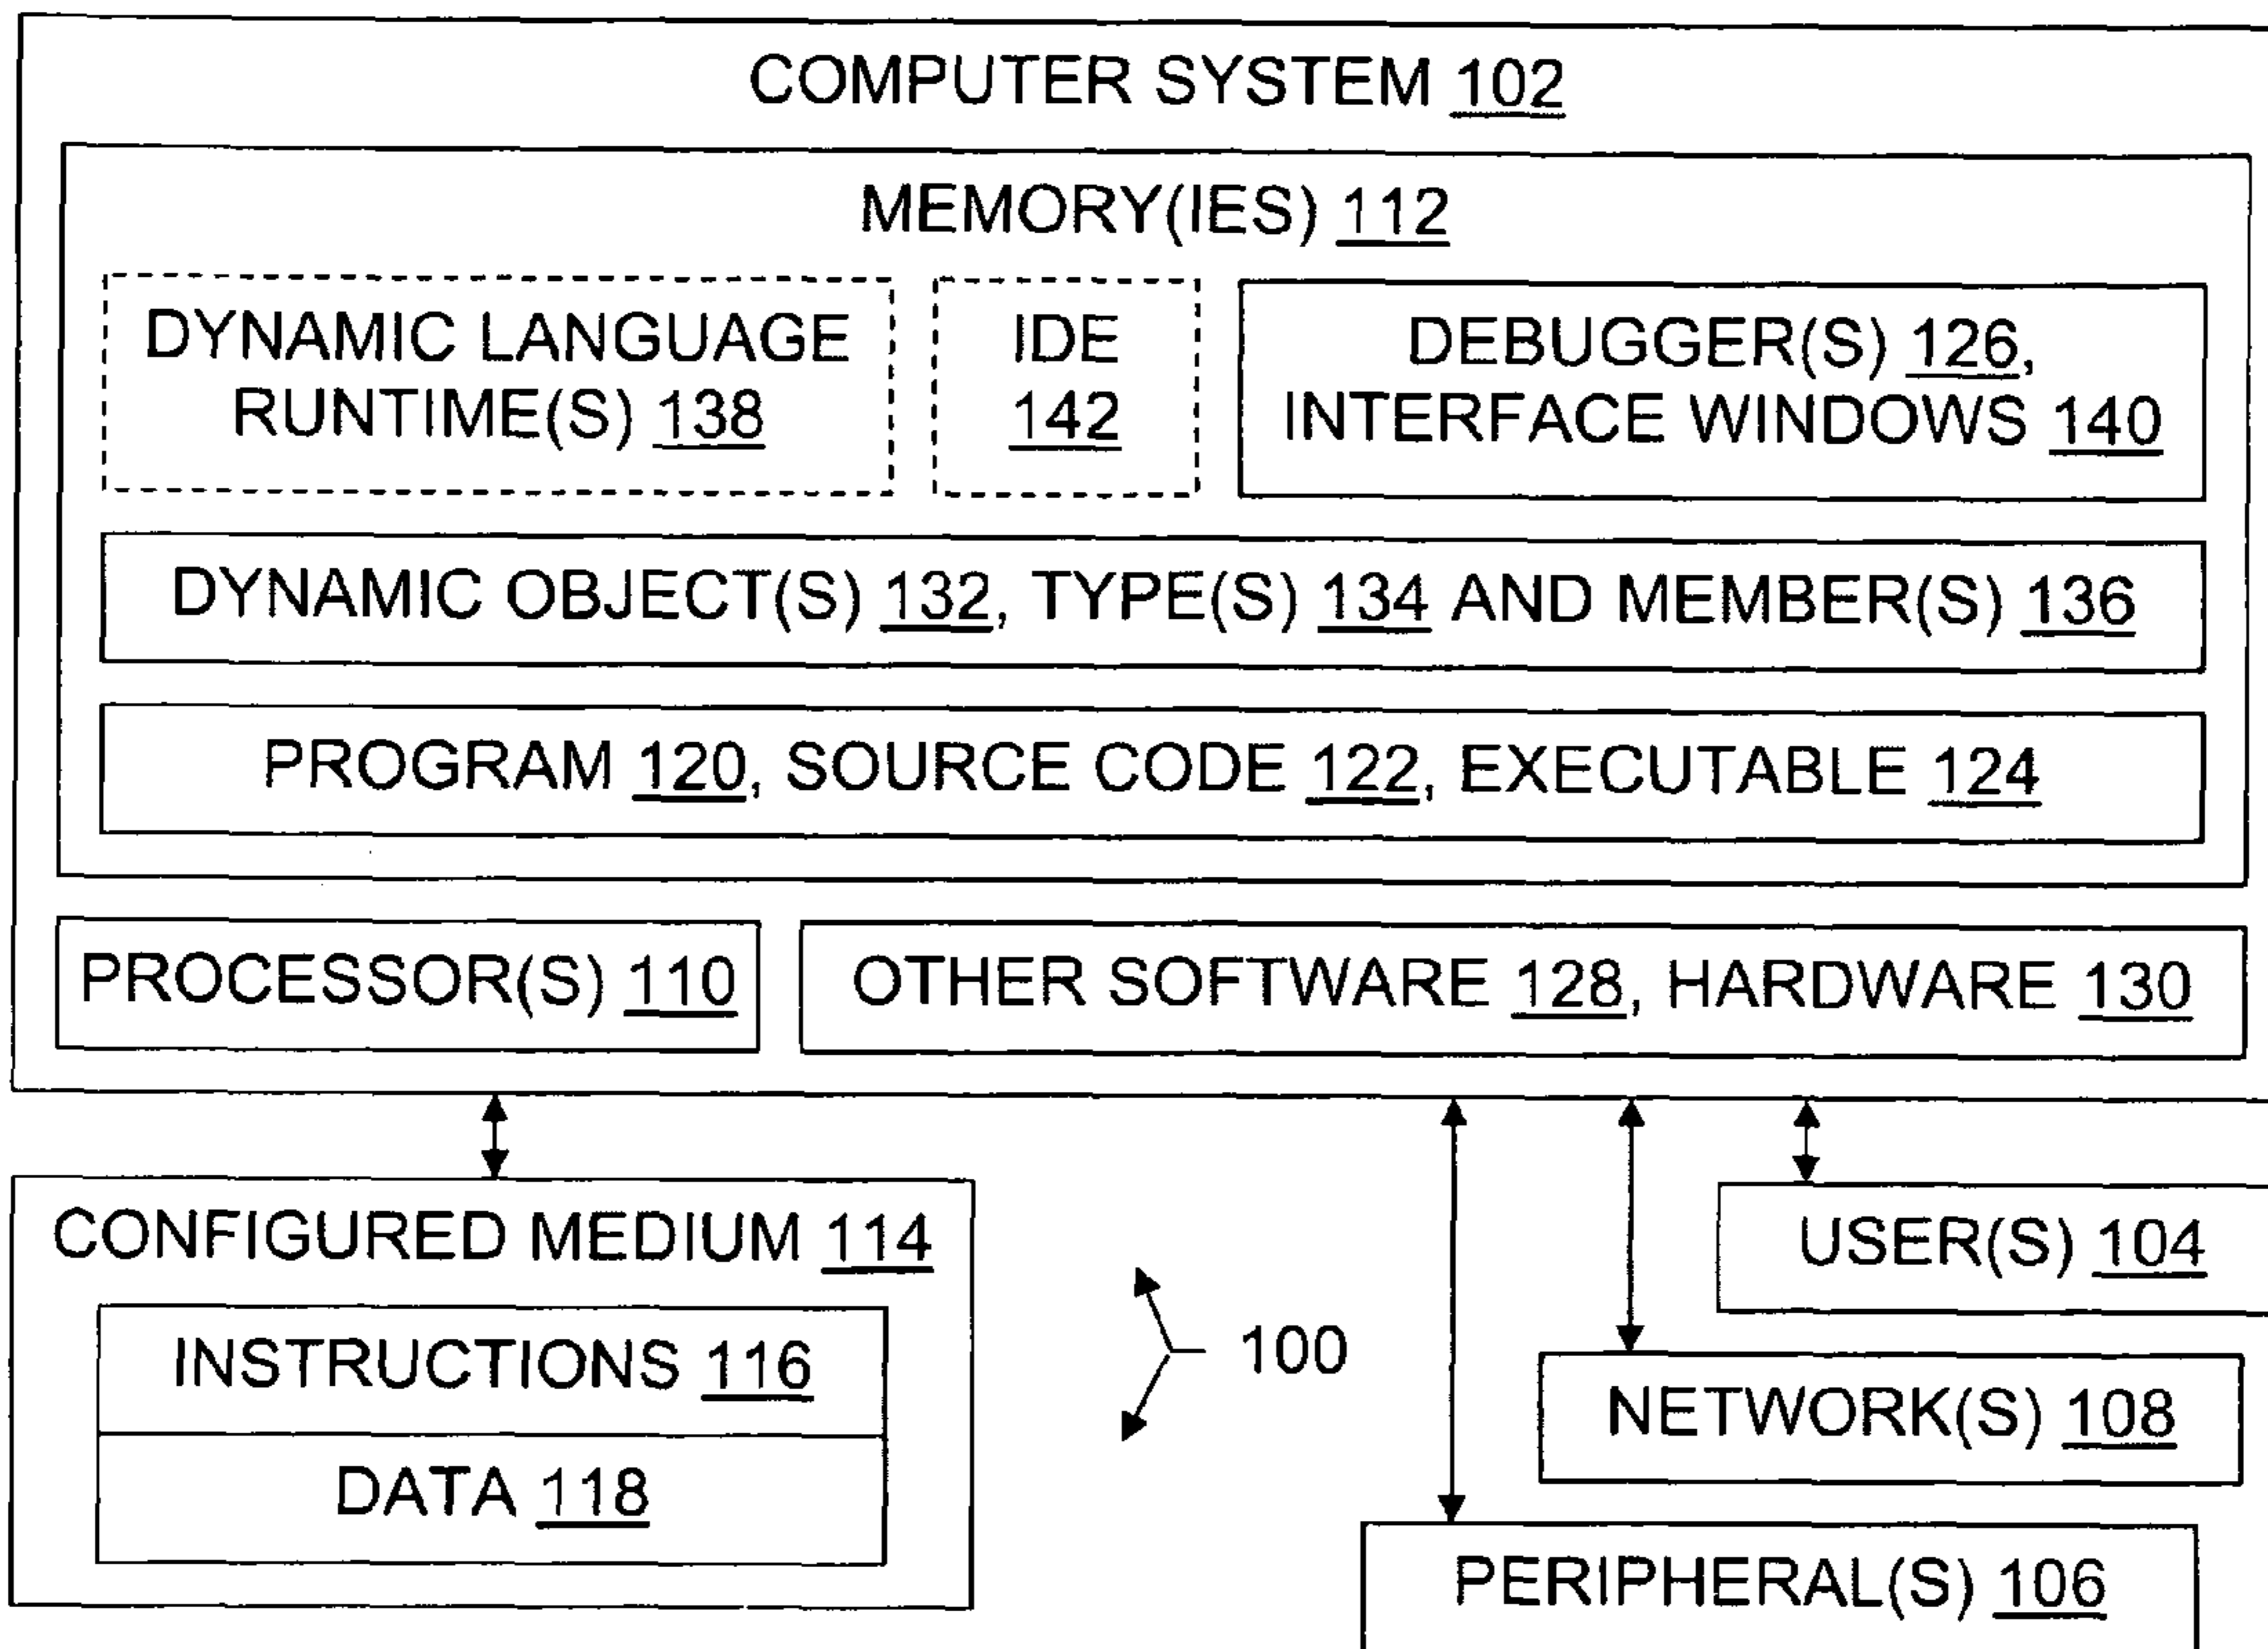 COMPUTER SYSTEM 102
MEMORY(IES) 112
DYNAMIC LANGUAGE
RUNTIME(S) 138
IDE
142
DEBUGGER(S) 126,
INTERFACE WINDOWS 140
DYNAMIC OBJECT(S) 132, TYPE(S) 134 AND MEMBER(S) 136
PROGRAM 120, SOURCE CODE 122, EXECUTABLE 124
PROCESSOR(S) 110
OTHER SOFTWARE 128, HARDWARE 130
CONFIGURED MEDIUM 114
INSTRUCTIONS 116
DATA 118
100
USER(S) 104
NETWORK(S) 108
PERIPHERAL(S) 106